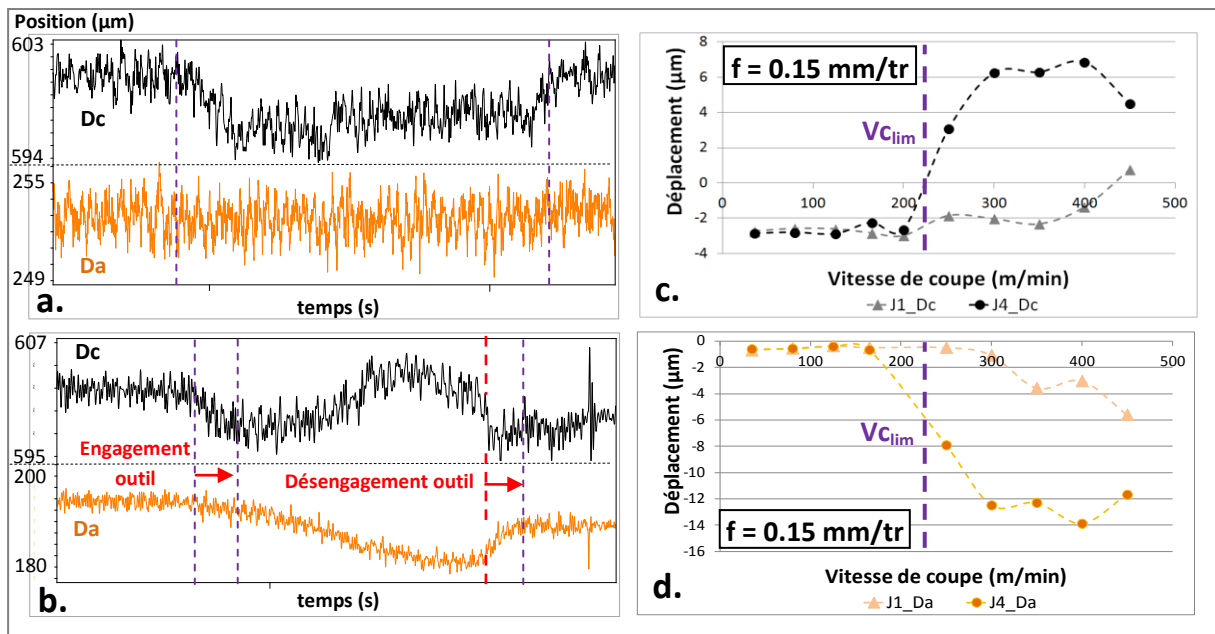 Position (µm)
603
Dc
594
255
Da
249
a.
temps (s)
Dc
607
595
Engagement
outil
Désengagement outil
200
Da
180
b.
temps (s)
8
6
4
2
0
-2
-4
0 100 200 300 400 500
Déplacement (µm)
f = 0.15 mm/tr
Vclim
Vitesse de coupe (m/min)
c.
J1_Dc J4_Dc
0
-2
-4
-6
-8
-10
-12
-14
-16
0 100 200 300 400 500
Déplacement (µm)
Vclim
f = 0.15 mm/tr
Vitesse de coupe (m/min)
d.
J1_Da J4_Da